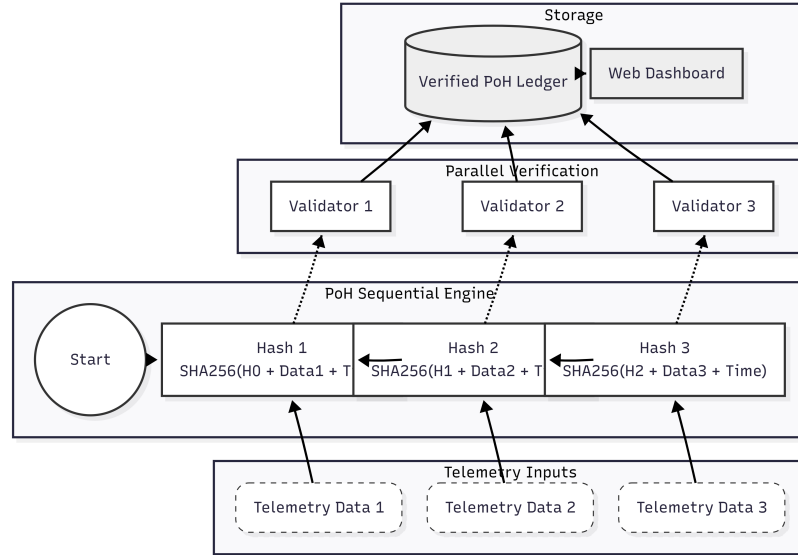 Storage
Verified PoH Ledger
Web Dashboard
Parallel Verification
Validator 1
Validator 2
Validator 3
PoH Sequential Engine
Start
Hash 1
SHA256(H0 + Data1 + T
Hash 2
SHA256(H1 + Data2 + T
Hash 3
SHA256(H2 + Data3 + Time)
Telemetry Inputs
Telemetry Data 1
Telemetry Data 2
Telemetry Data 3